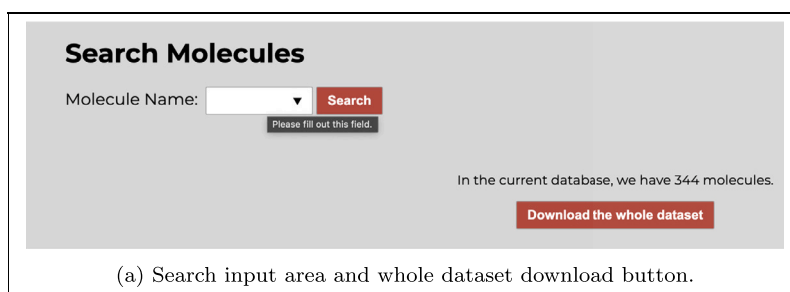 Search Molecules
Molecule Name: Search
Please fill out this field.
In the current database, we have 344 molecules.
Download the whole dataset
(a) Search input area and whole dataset download button.